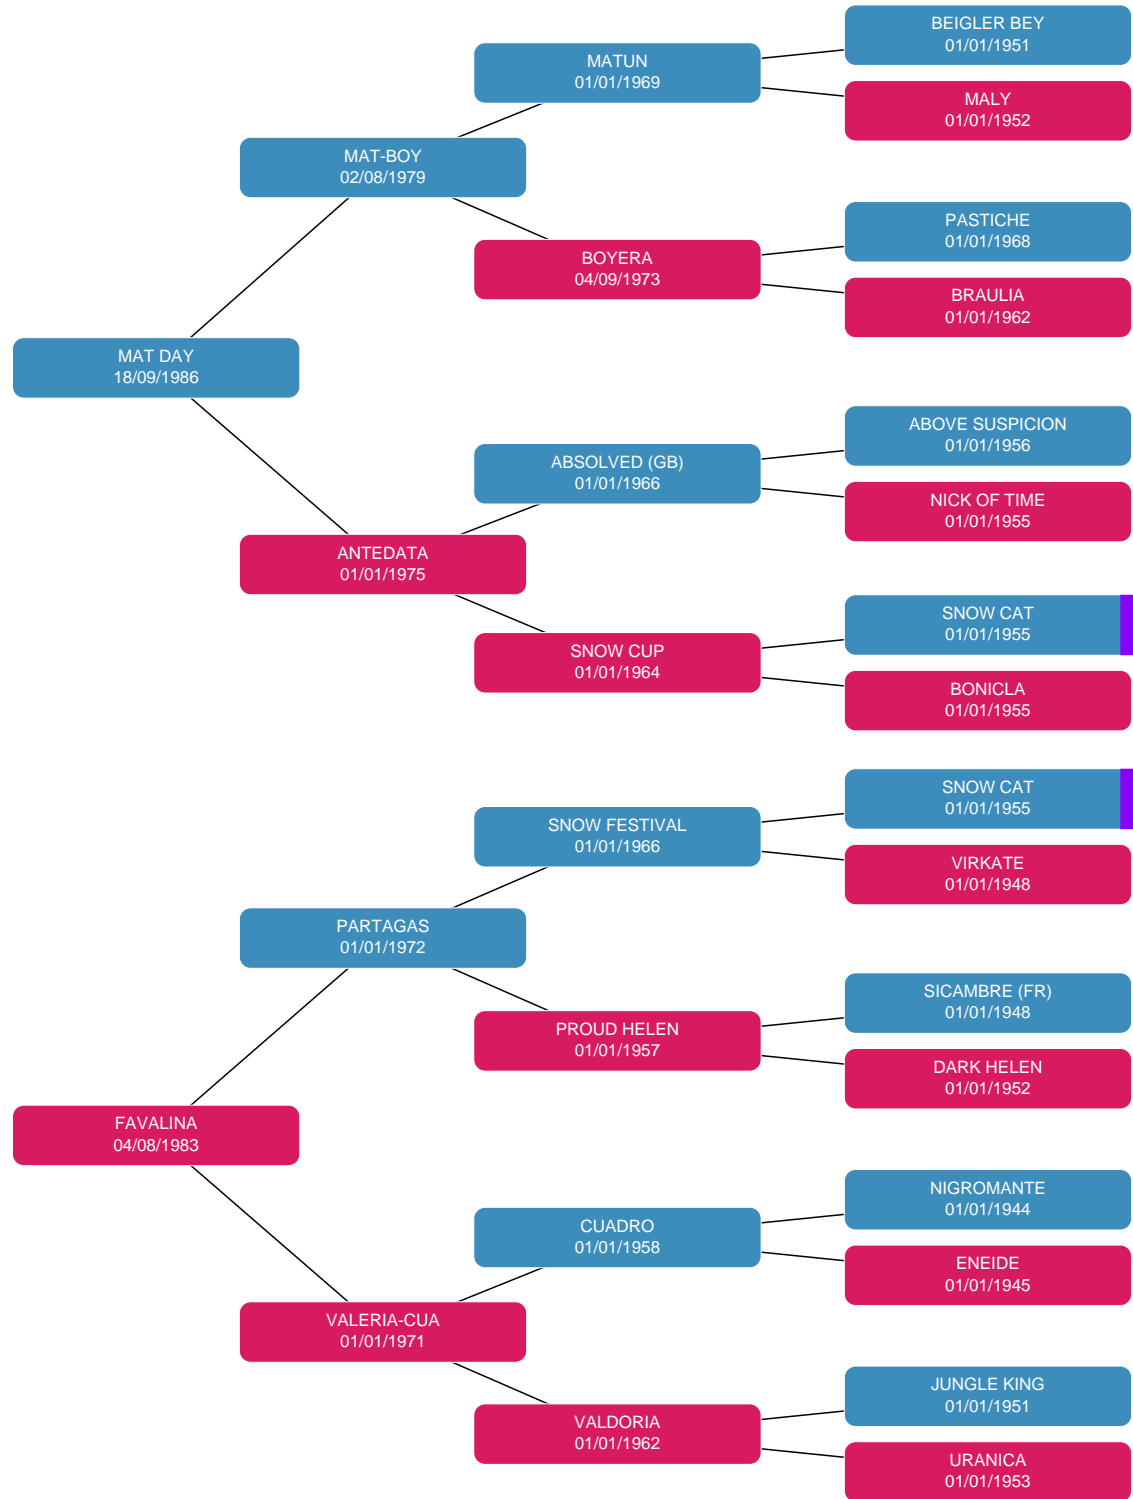 BEIGLER BEY
01/01/1951
MATUN
01/01/1969
MALY
01/01/1952
MAT-BOY
02/08/1979
PASTICHE
01/01/1968
BOYERA
04/09/1973
BRAULIA
01/01/1962
MAT DAY
18/09/1986
ABOVE SUSPICION
01/01/1956
ABSOLVED (GB)
01/01/1966
NICK OF TIME
01/01/1955
ANTEDATA
01/01/1975
SNOW CAT
01/01/1955
SNOW CUP
01/01/1964
BONICLA
01/01/1955
SNOW CAT
01/01/1955
SNOW FESTIVAL
01/01/1966
VIRKATE
01/01/1948
PARTAGAS
01/01/1972
SICAMBRE (FR)
01/01/1948
PROUD HELEN
01/01/1957
DARK HELEN
01/01/1952
FAVALINA
04/08/1983
NIGROMANTE
01/01/1944
CUADRO
01/01/1958
ENEIDE
01/01/1945
VALERIA-CUA
01/01/1971
JUNGLE KING
01/01/1951
VALDORIA
01/01/1962
URANICA
01/01/1953